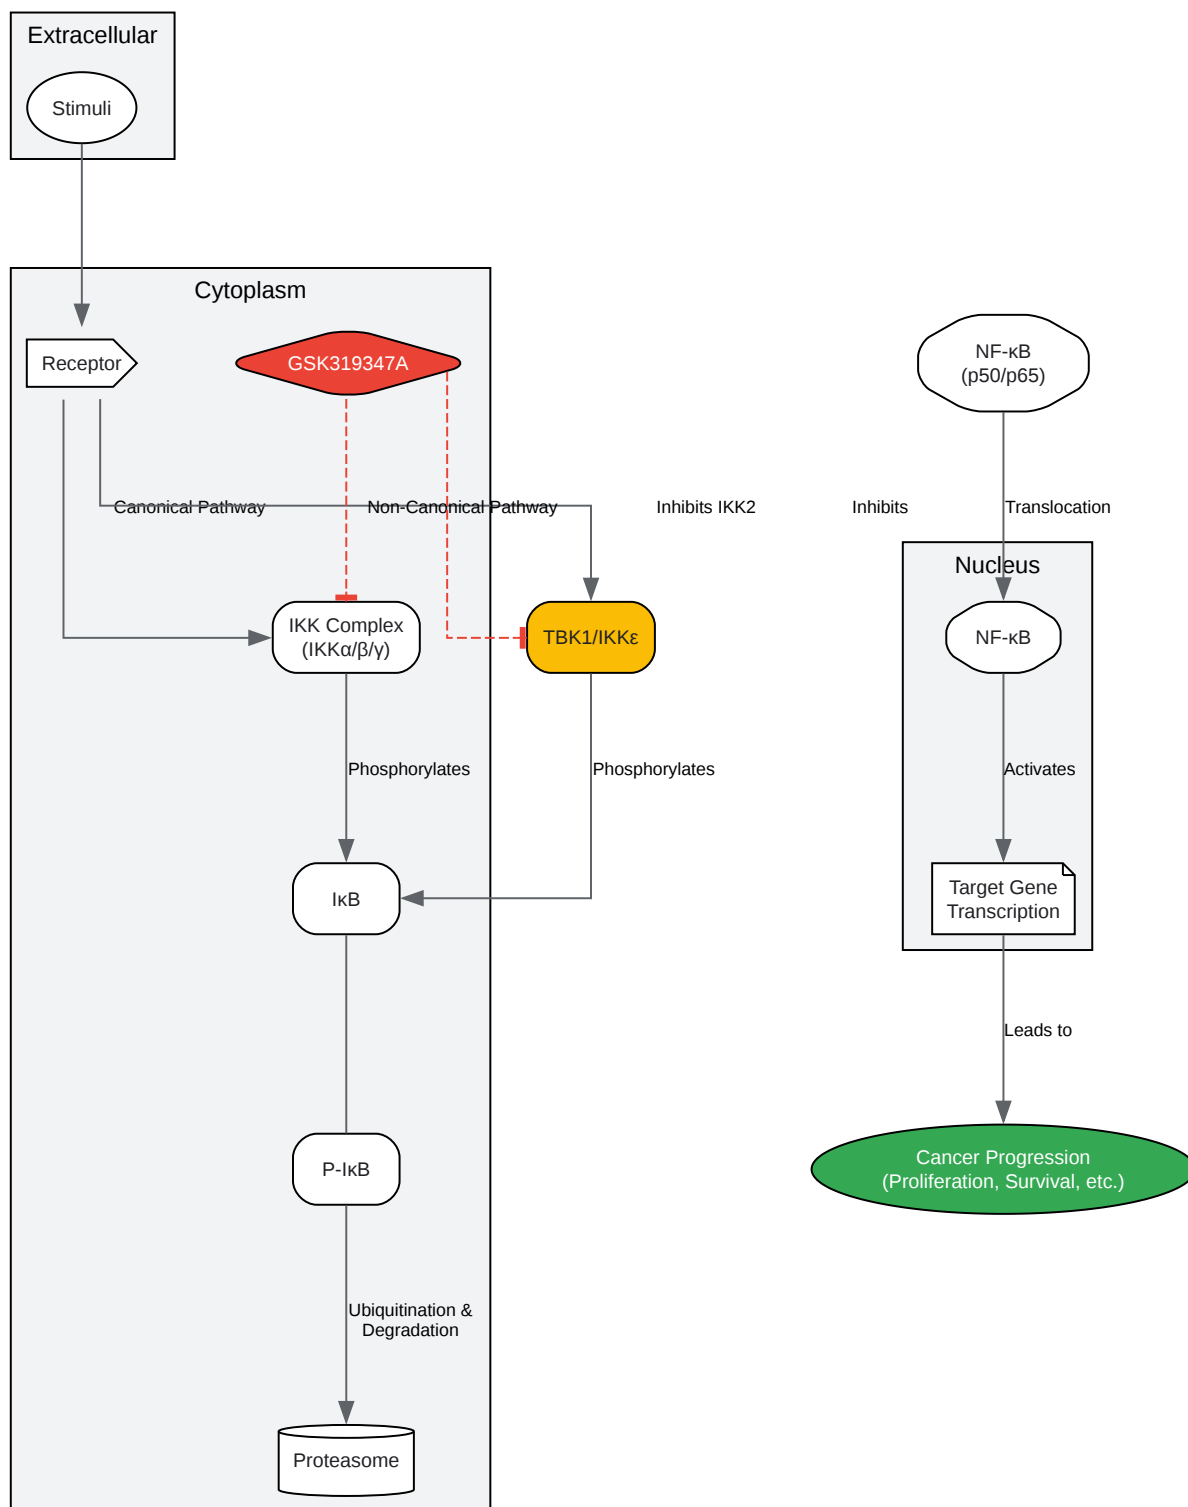 Extracellular
Stimuli
Cytoplasm
Receptor
GSK319347A
NF-κB
(p50/p65)
Canonical Pathway
Non-Canonical Pathway
Inhibits IKK2
Inhibits
Translocation
Nucleus
IKK Complex
(IKKα/β/γ)
TBK1/IKKε
NF-κB
Phosphorylates
Phosphorylates
Activates
IκB
Target Gene
Transcription
Leads to
P-IκB
Cancer Progression
(Proliferation, Survival, etc.)
Ubiquitination &
Degradation
Proteasome